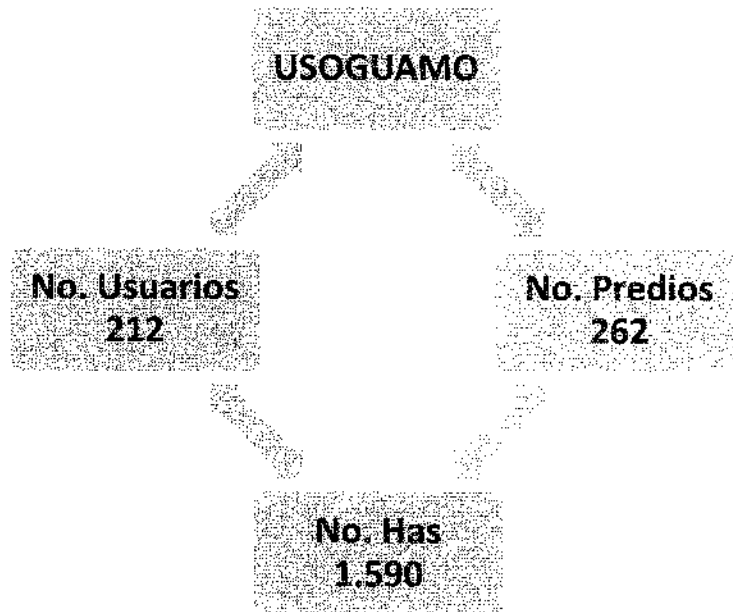 USOGUAMO
No. Usuarios
212
No. Predios
262
No. Has
1.590